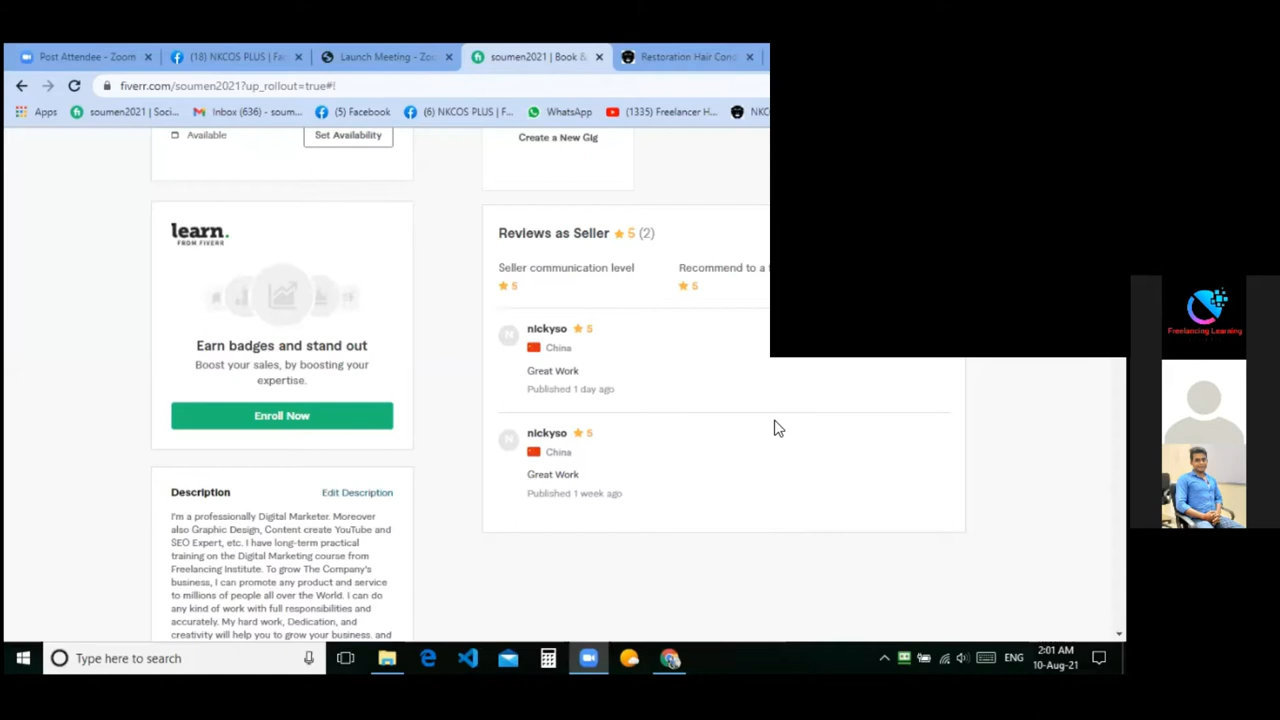 Post Attendee - Zoom
(18) NKCOS PLUS | Fa
Launch Meeting - Zo
soumen2021 | Book &
Restoration Hair Cond
fiverr.com/soumen2021?up_rollout=true#!
Apps
soumen2021 | Soci...
Inbox (636) - soum...
(5) Facebook
(6) NKCOS PLUS | F...
WhatsApp
(1335) Freelancer H...
NKC
Available
Set Availability
Create a New Gig
learn.
FROM FIVERR
Earn badges and stand out
Boost your sales, by boosting your
expertise.
Enroll Now
Description
Edit Description
I'm a professionally Digital Marketer. Moreover
also Graphic Design, Content create YouTube and
SEO Expert, etc. I have long-term practical
training on the Digital Marketing course from
Freelancing Institute. To grow The Company's
business, I can promote any product and service
to millions of people all over the World. i can do
any kind of work with full responsibilities and
accurately. My hard work, Dedication, and
creativity will help you to grow your business. and
Reviews as Seller 5 (2)
Seller communication level
5
Recommend to a
5
N
nickyso 5
China
Great Work
Published 1 day ago
N
nickyso 5
China
Great Work
Published 1 week ago
Freelancing Learning
Type here to search
ENG
2:01 AM
10-Aug-21